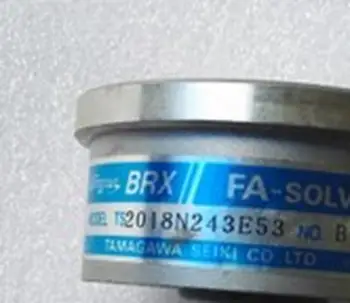 BRX FA-SOLV
MODEL TS2018N243E53 NO. B
TAMAGAWA SEIKI CO LTD